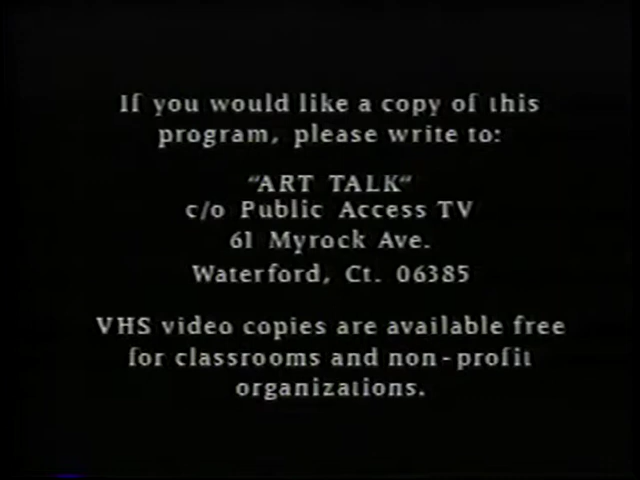 If you would like a copy of this
program, please write to:
"ART TALK"
c/o Public Access TV
61 Myrock Ave.
Waterford, Ct. 06385
VHS video copies are available free
for classrooms and non-profit
organizations.